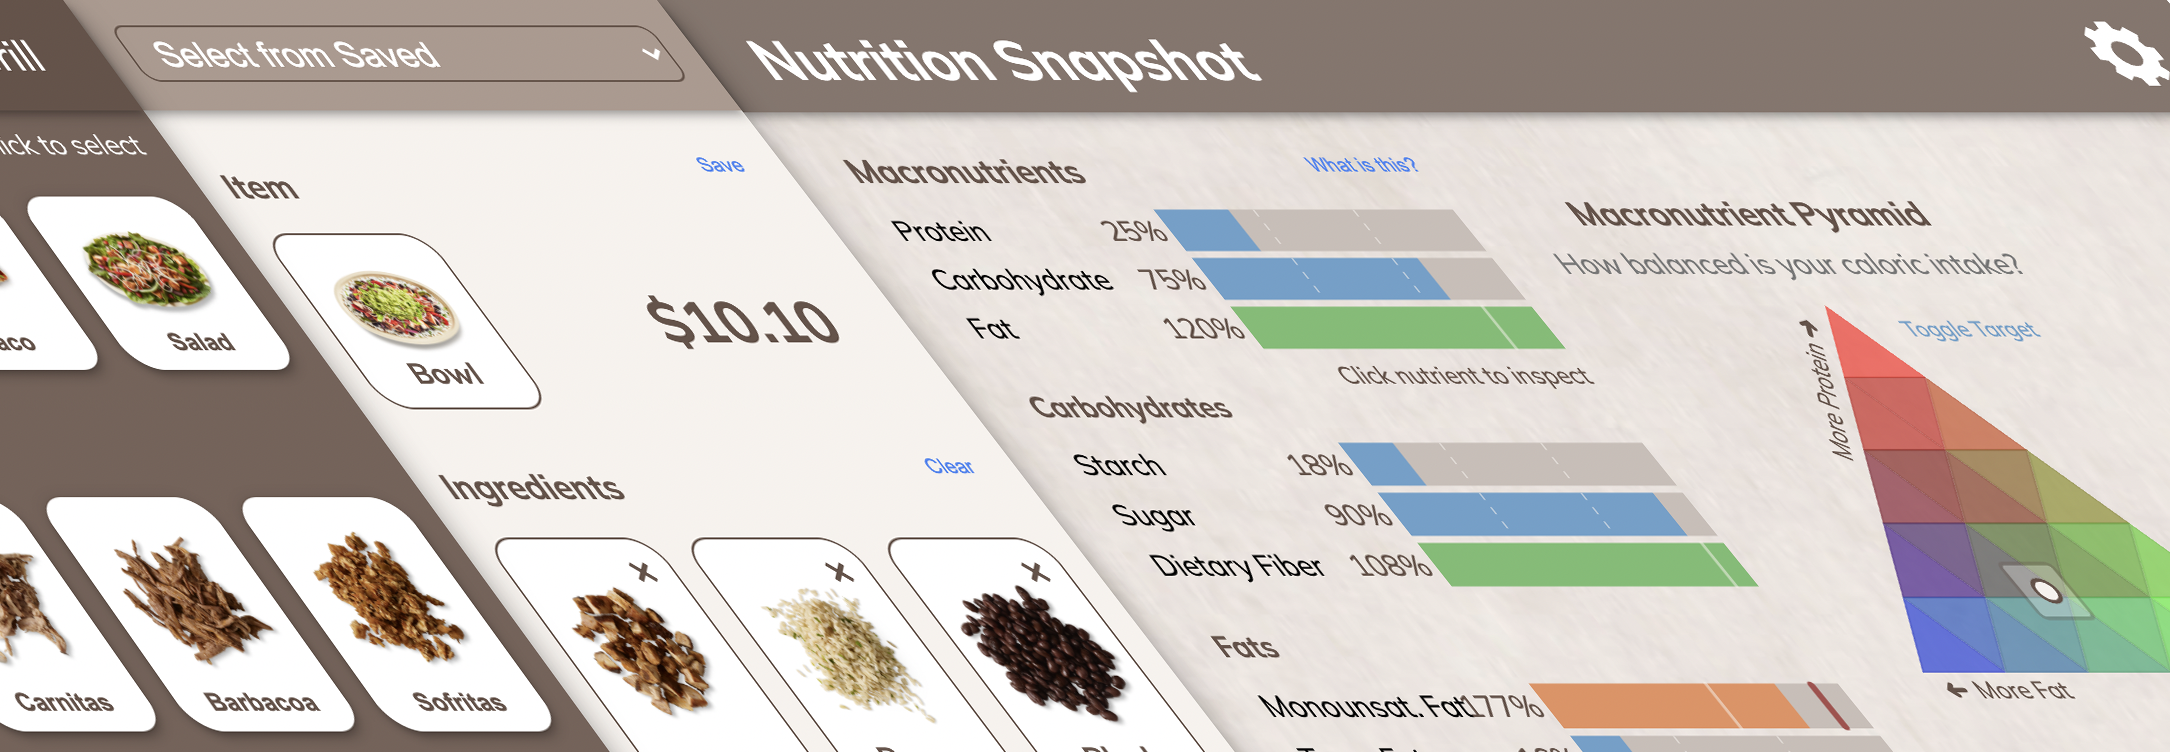 Select from Saved
Nutrition Snapshot
to select
Item
Save
Salad
Bowl
$10.10
Ingredients
Clear
Carnitas
Barbacoa
Sofritas
Macronutrients
What is this?
Protein 25%
Carbohydrate 75%
Fat 120%
Click nutrient to inspect
Carbohydrates
Starch 18%
Sugar 90%
Dietary Fiber 108%
Fats
Monounsat. Fat 177%
Macronutrient Pyramid
How balanced is your caloric intake?
Toggle Target
More Protein
More Fat